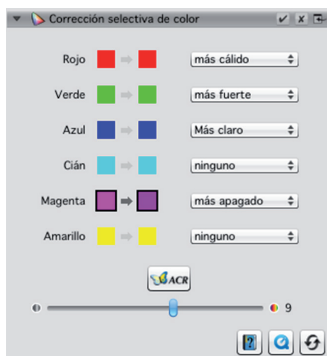 Corrección selectiva de color
Rojo más cálido
Verde más fuerte
Azul Más claro
Cián ninguno
Magenta más apagado
Amarillo ninguno
ACR
9